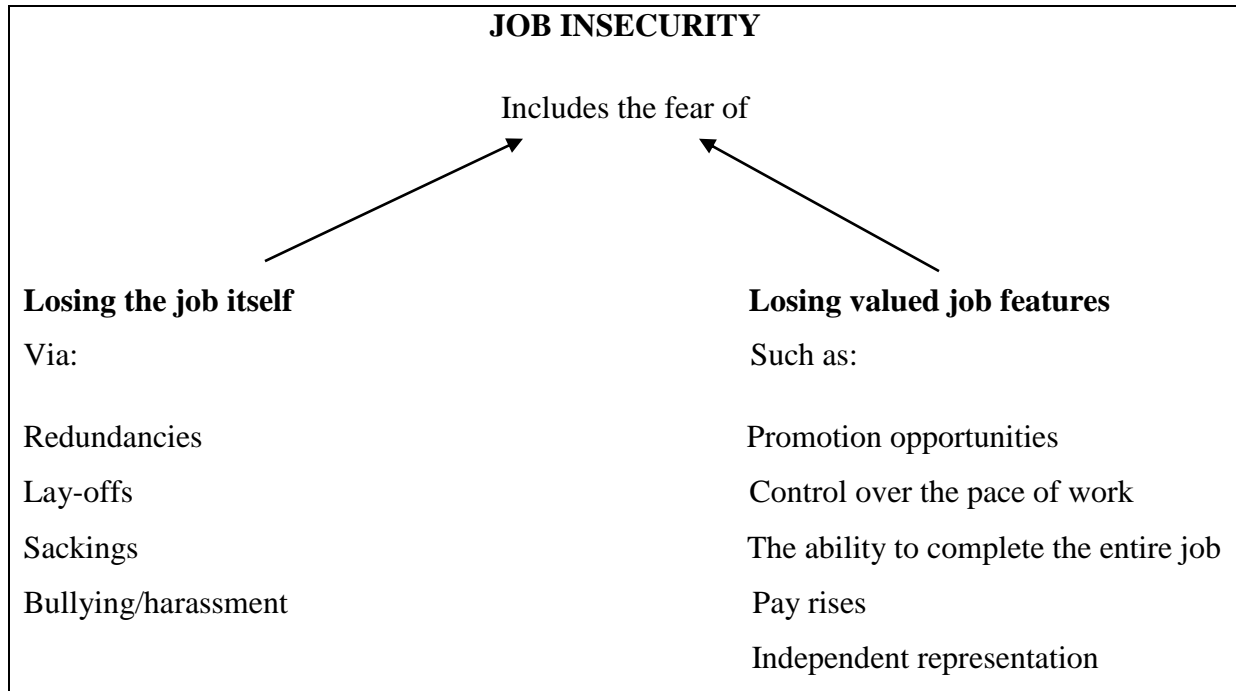 JOB INSECURITY
Includes the fear of
Losing the job itself
Via:
Redundancies
Lay-offs
Sackings
Bullying/harassment
Losing valued job features
Such as:
Promotion opportunities
Control over the pace of work
The ability to complete the entire job
Pay rises
Independent representation